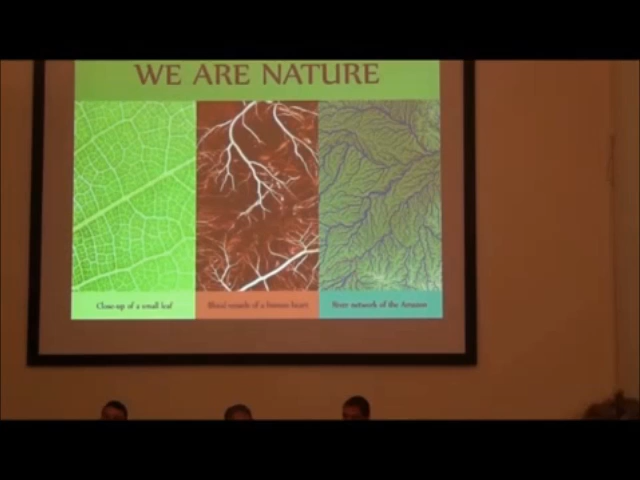 WE ARE NATURE
Close-up of a small leaf
Blood vessels of a human heart
River network of the Amazon